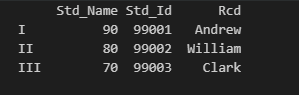 Std_Name Std_Id Rcd
I 90 99001 Andrew
II 80 99002 William
III 70 99003 Clark